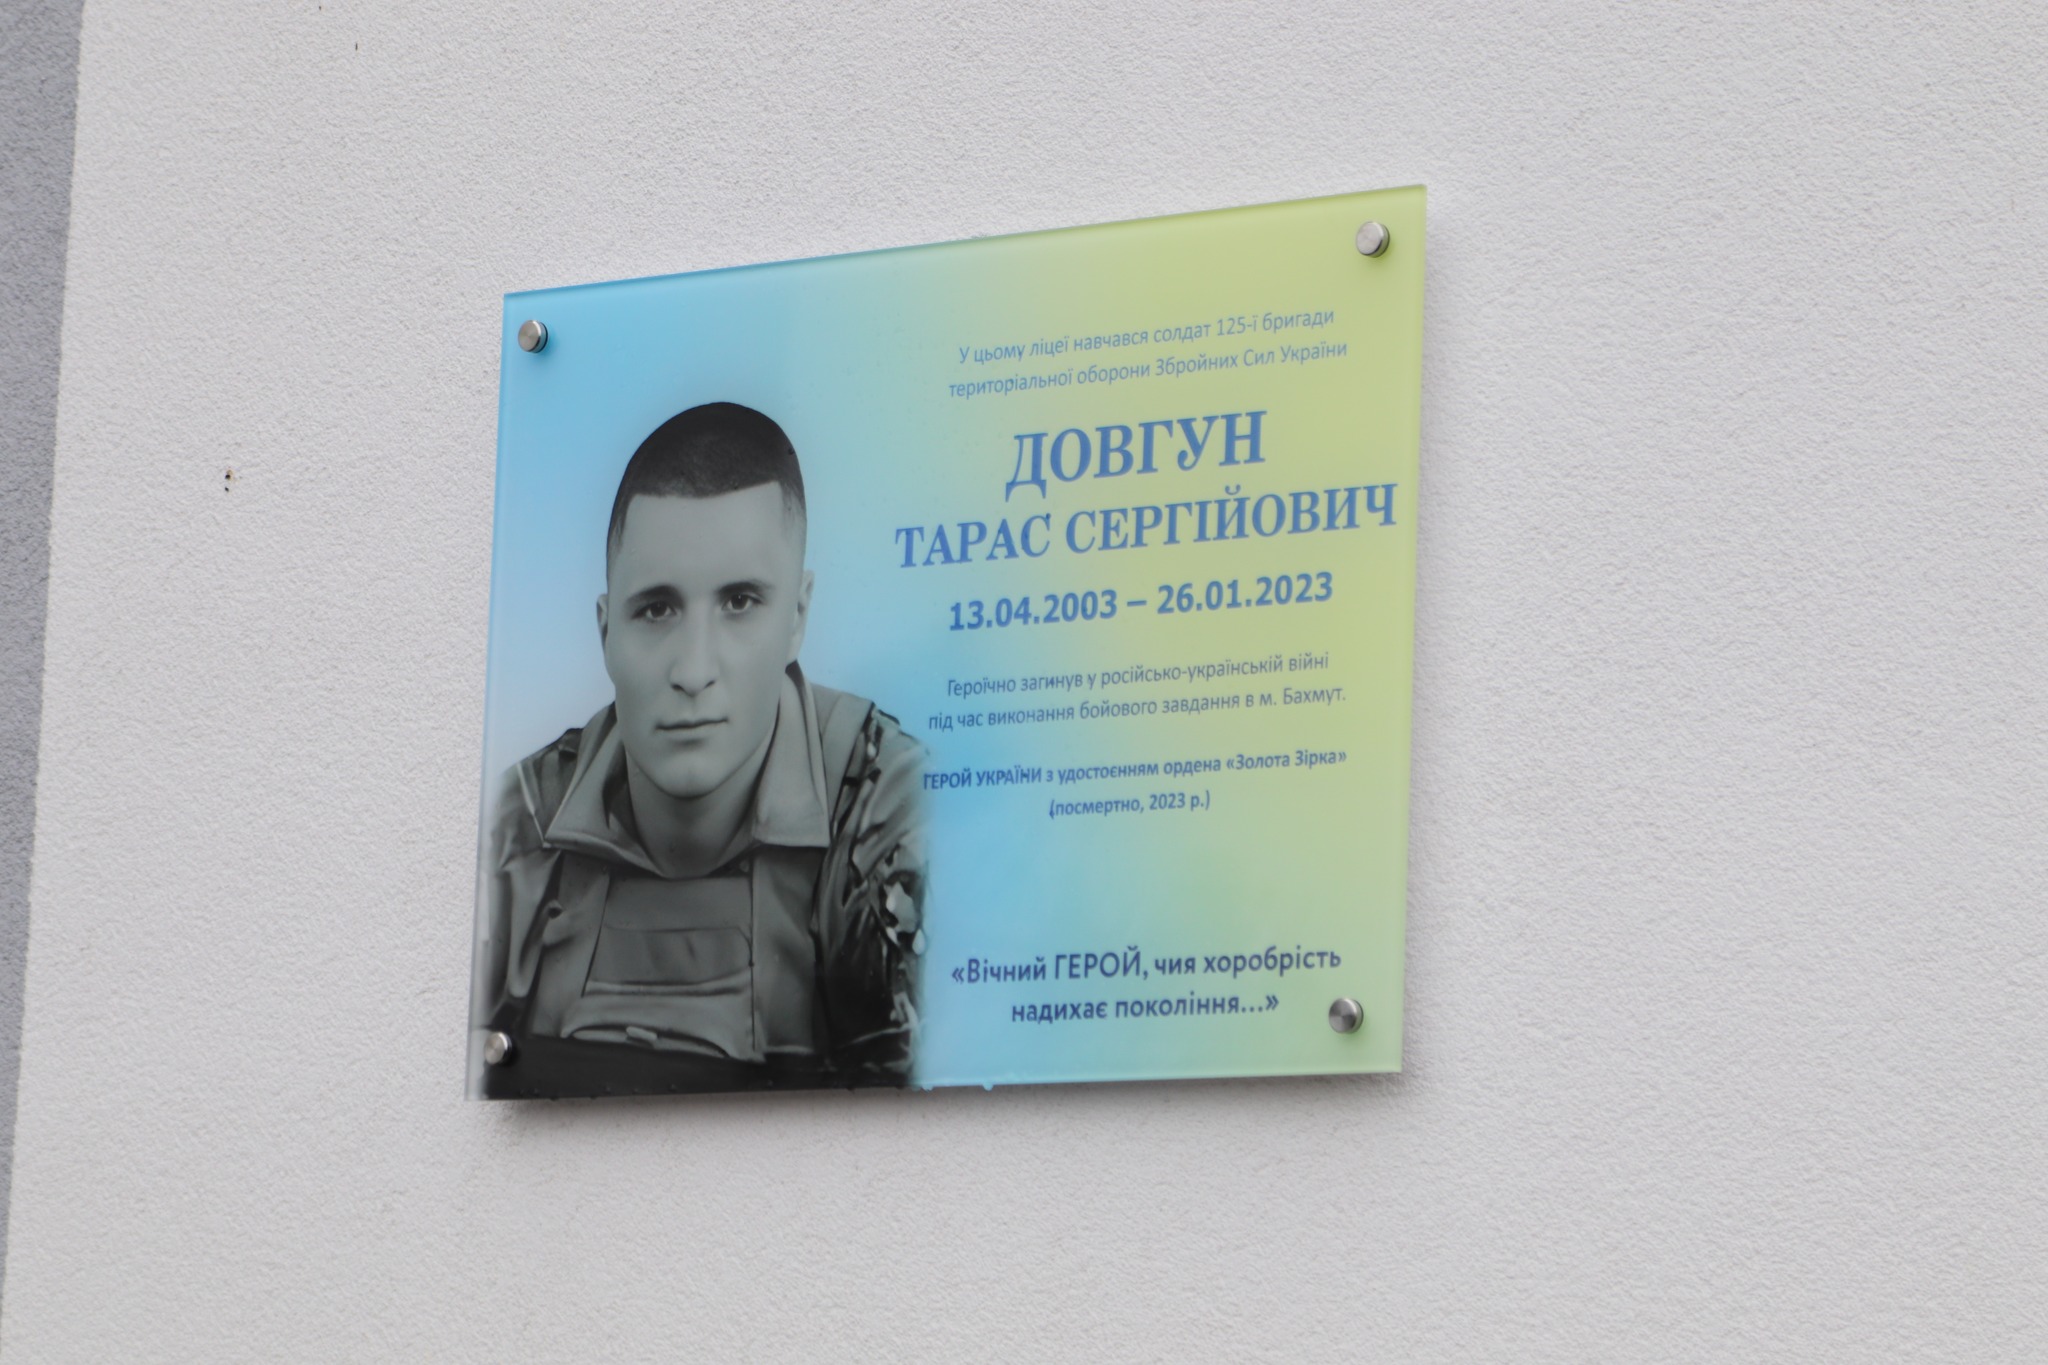 У цьому ліцеї навчався солдат 125-ї бригади
територіальної оборони Збройних Сил України
ДОВГУН
ТАРАС СЕРГІЙОВИЧ
13.04.2003 – 26.01.2023
Героїчно загинув у російсько-українській війні
під час виконання бойового завдання в м. Бахмут.
ГЕРОЙ УКРАЇНИ з удостоєнням ордена «Золота Зірка»
(посмертно, 2023 р.)
«Вічний ГЕРОЙ, чия хоробрість
надихає покоління...»